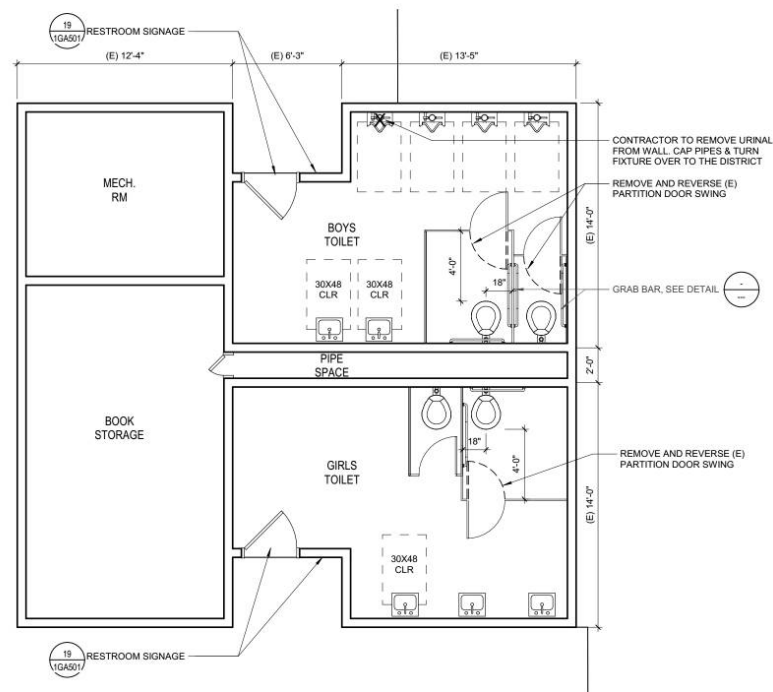 19
1GA501
RESTROOM SIGNAGE
(E) 12'-4"
(E) 6'-3"
(E) 13'-5"
CONTRACTOR TO REMOVE URINAL
FROM WALL. CAP PIPES & TURN
FIXTURE OVER TO THE DISTRICT
REMOVE AND REVERSE (E)
PARTITION DOOR SWING
MECH.
RM
BOYS
TOILET
(E) 14'-0"
4'-0"
18"
30X48
CLR
30X48
CLR
GRAB BAR, SEE DETAIL
-
---
PIPE
SPACE
2'-0"
BOOK
STORAGE
GIRLS
TOILET
18"
4'-0"
REMOVE AND REVERSE (E)
PARTITION DOOR SWING
(E) 14'-0"
30X48
CLR
19
1GA501
RESTROOM SIGNAGE